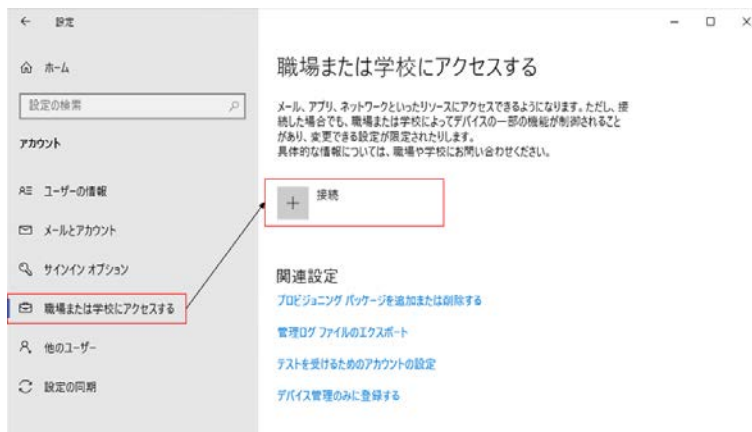 設定
ホーム
設定の検索
アカウント
ユーザーの情報
メールとアカウント
サインイン オプション
職場または学校にアクセスする
他のユーザー
設定の同期
職場または学校にアクセスする
メール、アプリ、ネットワークといったリソースにアクセスできるようになります。ただし、接
続した場合でも、職場または学校によってデバイスの一部の機能が制御されること
があり、変更できる設定が限定されたりします。
具体的な情報については、職場や学校にお問い合わせください。
接続
関連設定
プロビジョニング パッケージを追加または削除する
管理ログ ファイルのエクスポート
テストを受けるためのアカウントの設定
デバイス管理のみに登録する